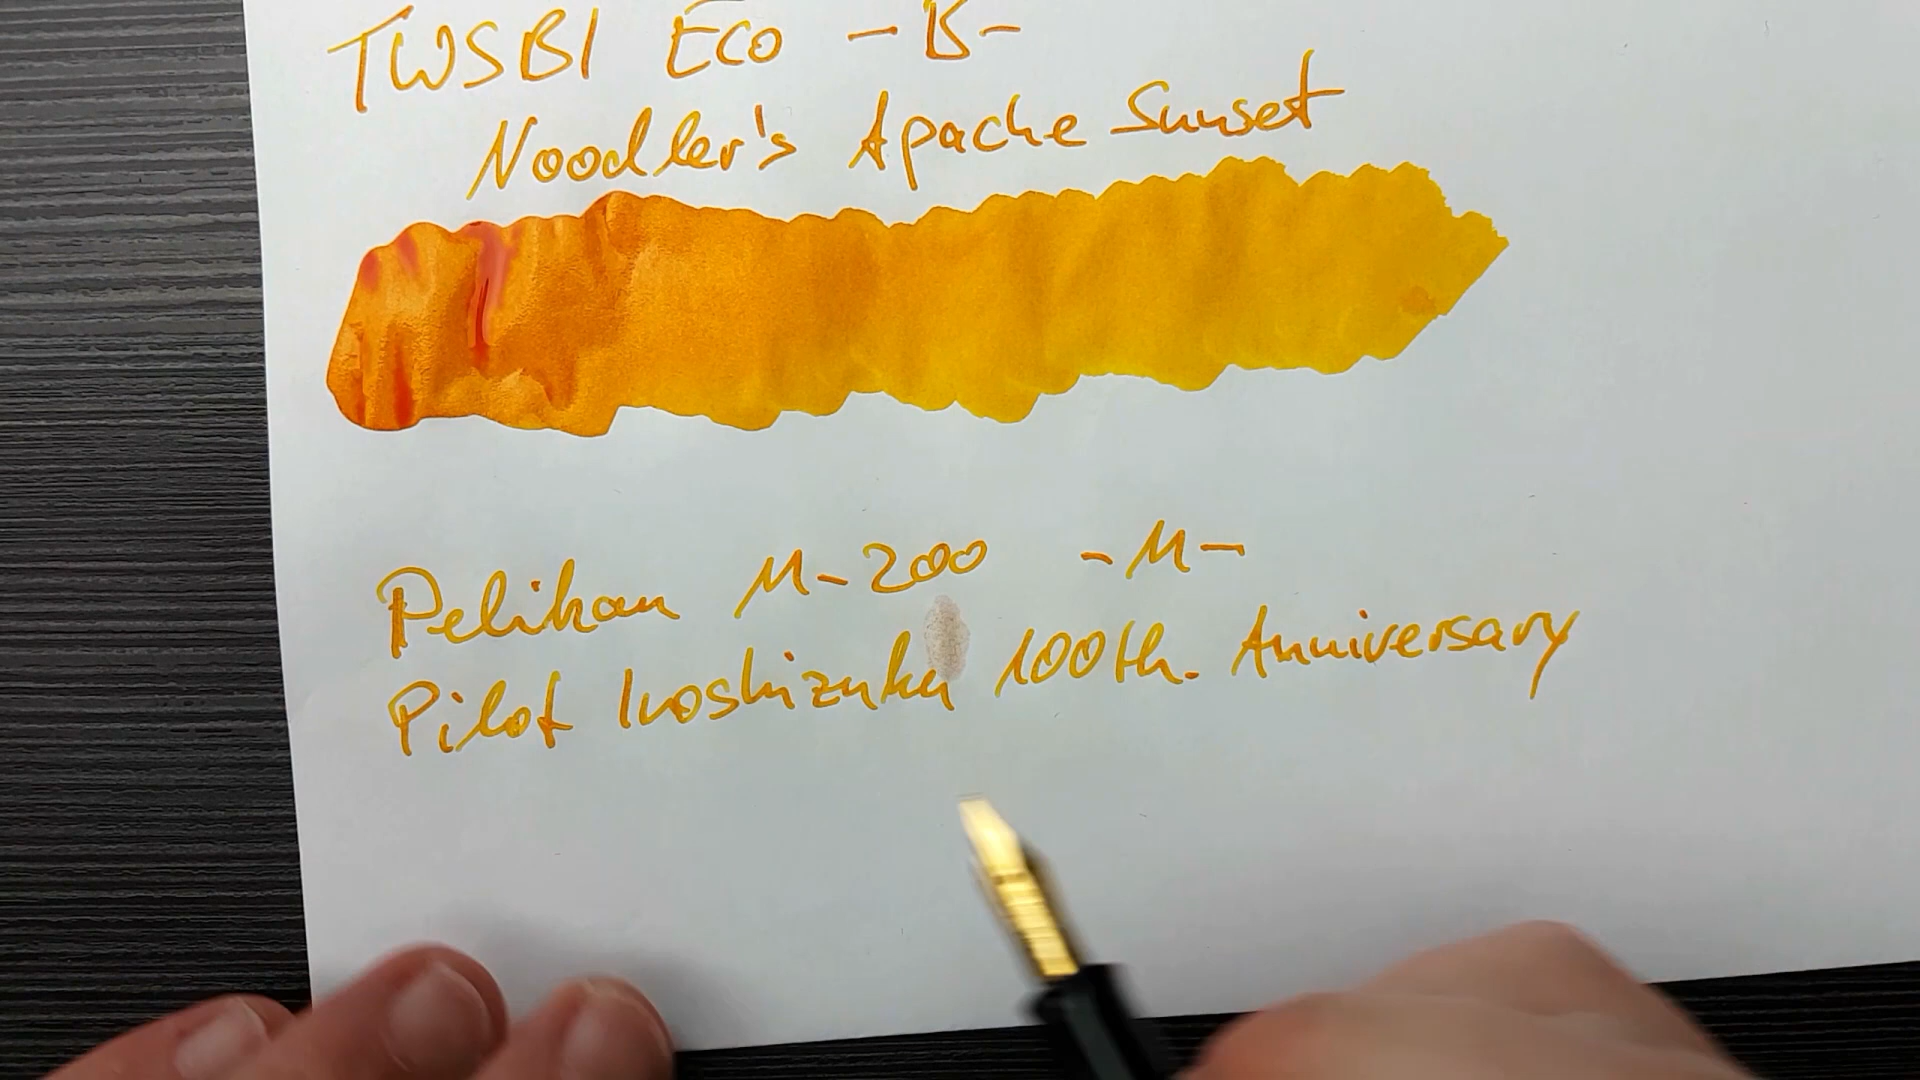 TWSBI Eco -B-
Noodler's Apache Sunset
Pelikan M-200 -M-
Pilot Iroshizuku 100th. Anniversary